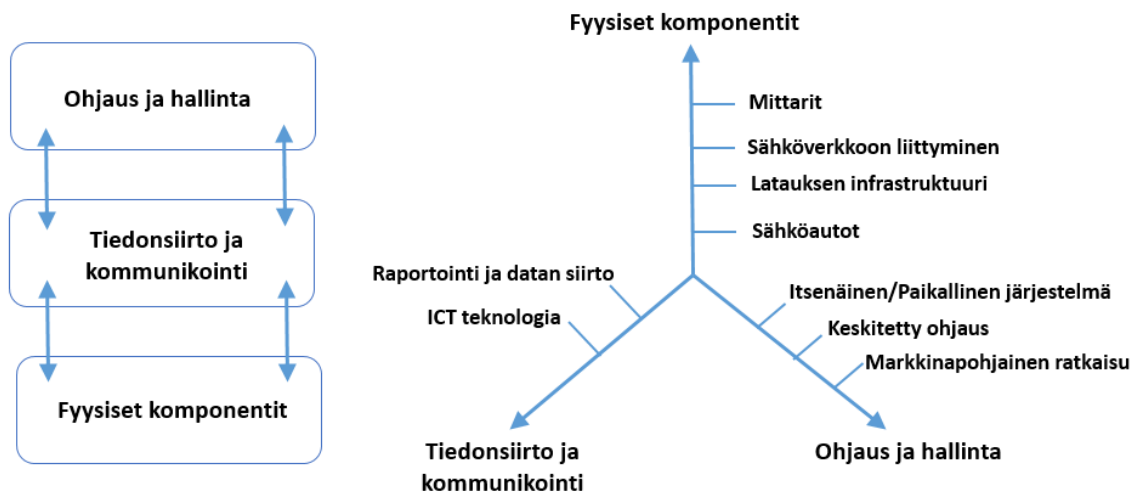 Ohjaus ja hallinta
Tiedonsiirto ja
kommunikointi
Fyysiset komponentit
Fyysiset komponentit
Mittarit
Sähköverkkoon liittyminen
Latauksen infrastruktuuri
Sähköautot
Raportointi ja datan siirto
ICT teknologia
Itsenäinen/Paikallinen järjestelmä
Keskitetty ohjaus
Markkinapohjainen ratkaisu
Tiedonsiirto ja
kommunikointi
Ohjaus ja hallinta